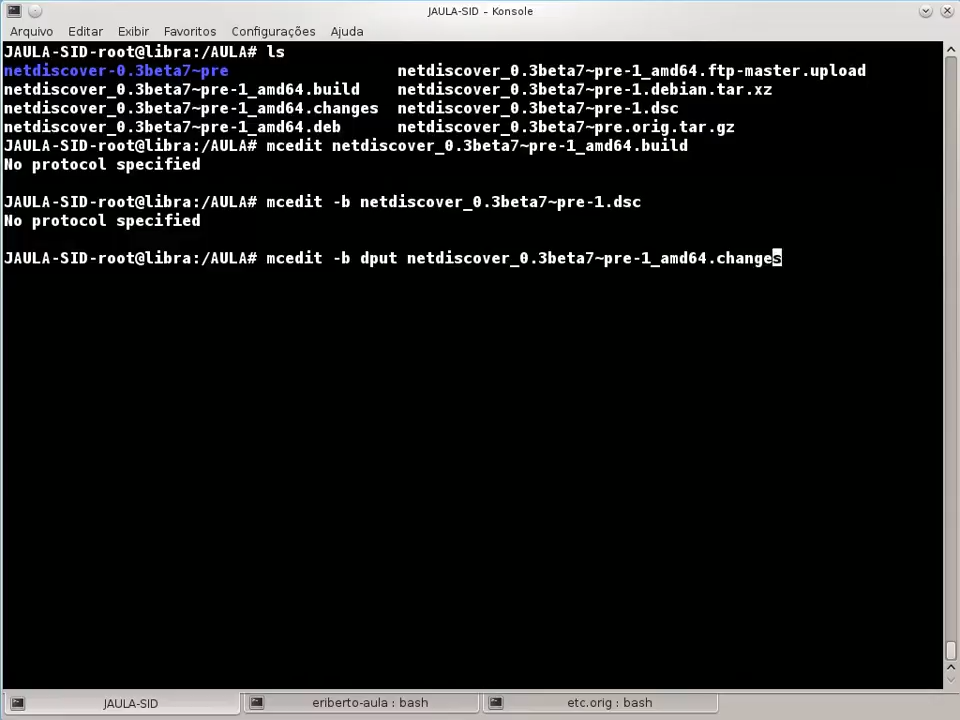 JAULA-SID – Konsole
Arquivo Editar Exibir Favoritos Configurações Ajuda
JAULA-SID-root@libra:/AULA# ls
netdiscover-0.3beta7~pre netdiscover_0.3beta7~pre-1_amd64.ftp-master.upload
netdiscover_0.3beta7~pre-1_amd64.build netdiscover_0.3beta7~pre-1.debian.tar.xz
netdiscover_0.3beta7~pre-1_amd64.changes netdiscover_0.3beta7~pre-1.dsc
netdiscover_0.3beta7~pre-1_amd64.deb netdiscover_0.3beta7~pre.orig.tar.gz
JAULA-SID-root@libra:/AULA# mcedit netdiscover_0.3beta7~pre-1_amd64.build
No protocol specified
JAULA-SID-root@libra:/AULA# mcedit -b netdiscover_0.3beta7~pre-1.dsc
No protocol specified
JAULA-SID-root@libra:/AULA# mcedit -b dput netdiscover_0.3beta7~pre-1_amd64.changes
JAULA-SID eriberto-aula : bash etc.orig : bash